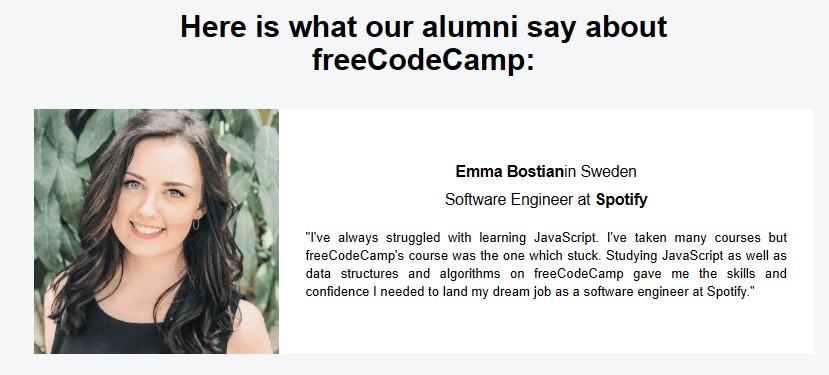 Here is what our alumni say about
freeCodeCamp:
Emma Bostianin Sweden
Software Engineer at Spotify
"I've always struggled with learning JavaScript. I've taken many courses but
freeCodeCamp's course was the one which stuck. Studying JavaScript as well as
data structures and algorithms on freeCodeCamp gave me the skills and
confidence I needed to land my dream job as a software engineer at Spotify."